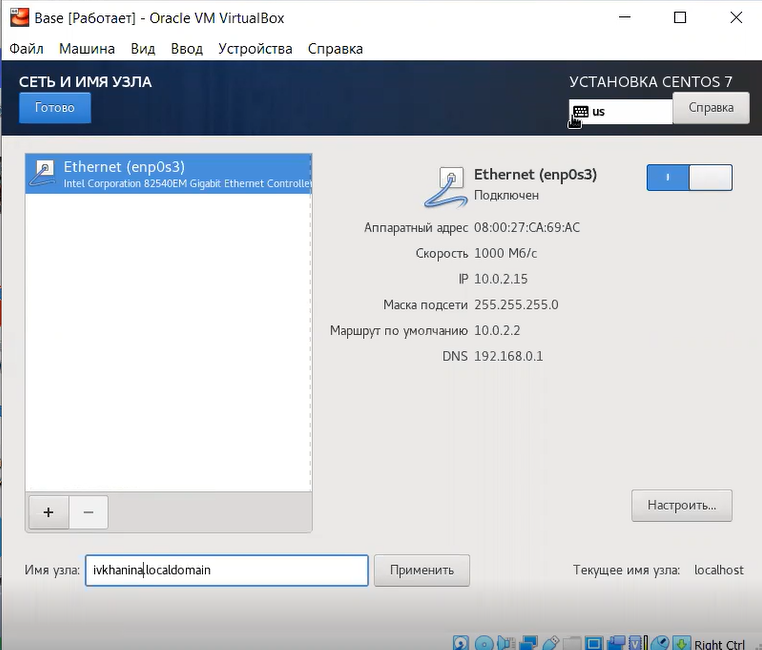 Base [Работает] - Oracle VM VirtualBox
Файл Машина Вид Ввод Устройства Справка
СЕТЬ И ИМЯ УЗЛА
УСТАНОВКА CENTOS 7
Готово
us
Справка
Ethernet (enp0s3)
Intel Corporation 82540EM Gigabit Ethernet Controller
Ethernet (enp0s3)
Подключен
Аппаратный адрес 08:00:27:CA:69:AC
Скорость 1000 Мб/с
IP 10.0.2.15
Маска подсети 255.255.255.0
Маршрут по умолчанию 10.0.2.2
DNS 192.168.0.1
+ −
Настроить...
Имя узла: ivkhanina.localdomain Применить Текущее имя узла: localhost
Right Ctrl